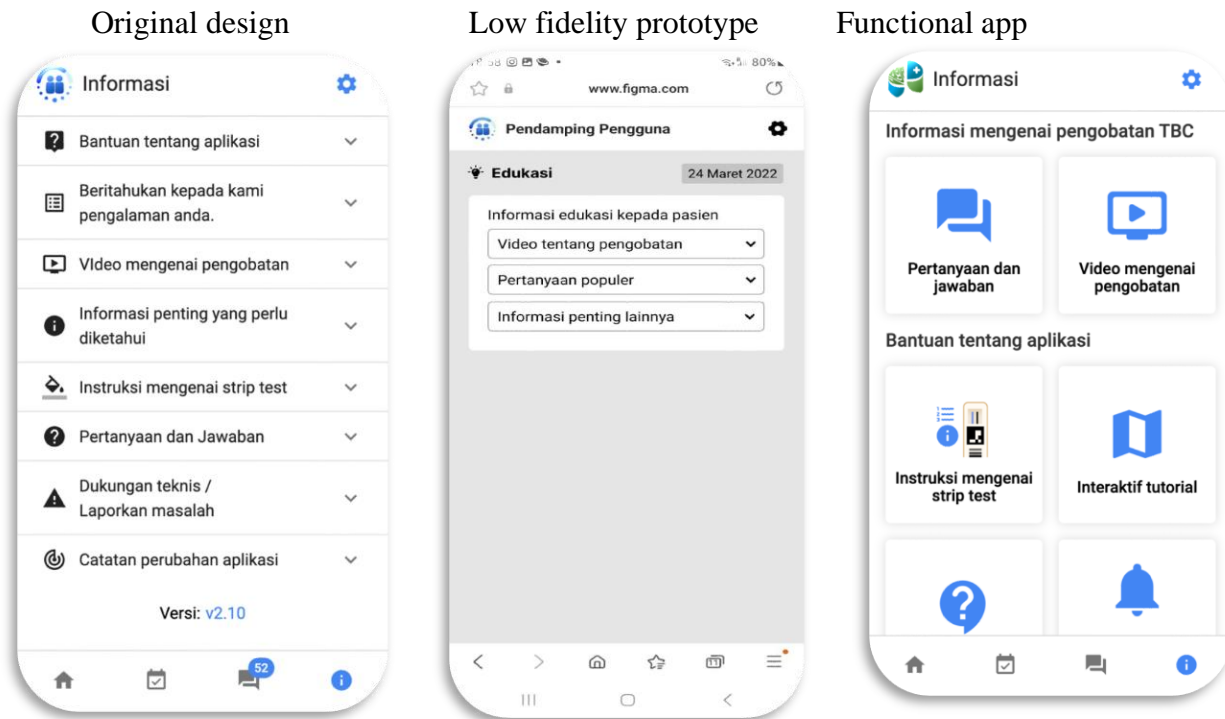 Original design
Low fidelity prototype
Functional app
Informasi
Bantuan tentang aplikasi
Beritahukan kepada kami
pengalaman anda.
VIdeo mengenai pengobatan
Informasi penting yang perlu
diketahui
Instruksi mengenai strip test
Pertanyaan dan Jawaban
Dukungan teknis /
Laporkan masalah
Catatan perubahan aplikasi
Versi: v2.10
52
80%
www.figma.com
Pendamping Pengguna
Edukasi
24 Maret 2022
Informasi edukasi kepada pasien
Video tentang pengobatan
Pertanyaan populer
Informasi penting lainnya
Informasi
Informasi mengenai pengobatan TBC
Pertanyaan dan
jawaban
Video mengenai
pengobatan
Bantuan tentang aplikasi
Instruksi mengenai
strip test
Interaktif tutorial